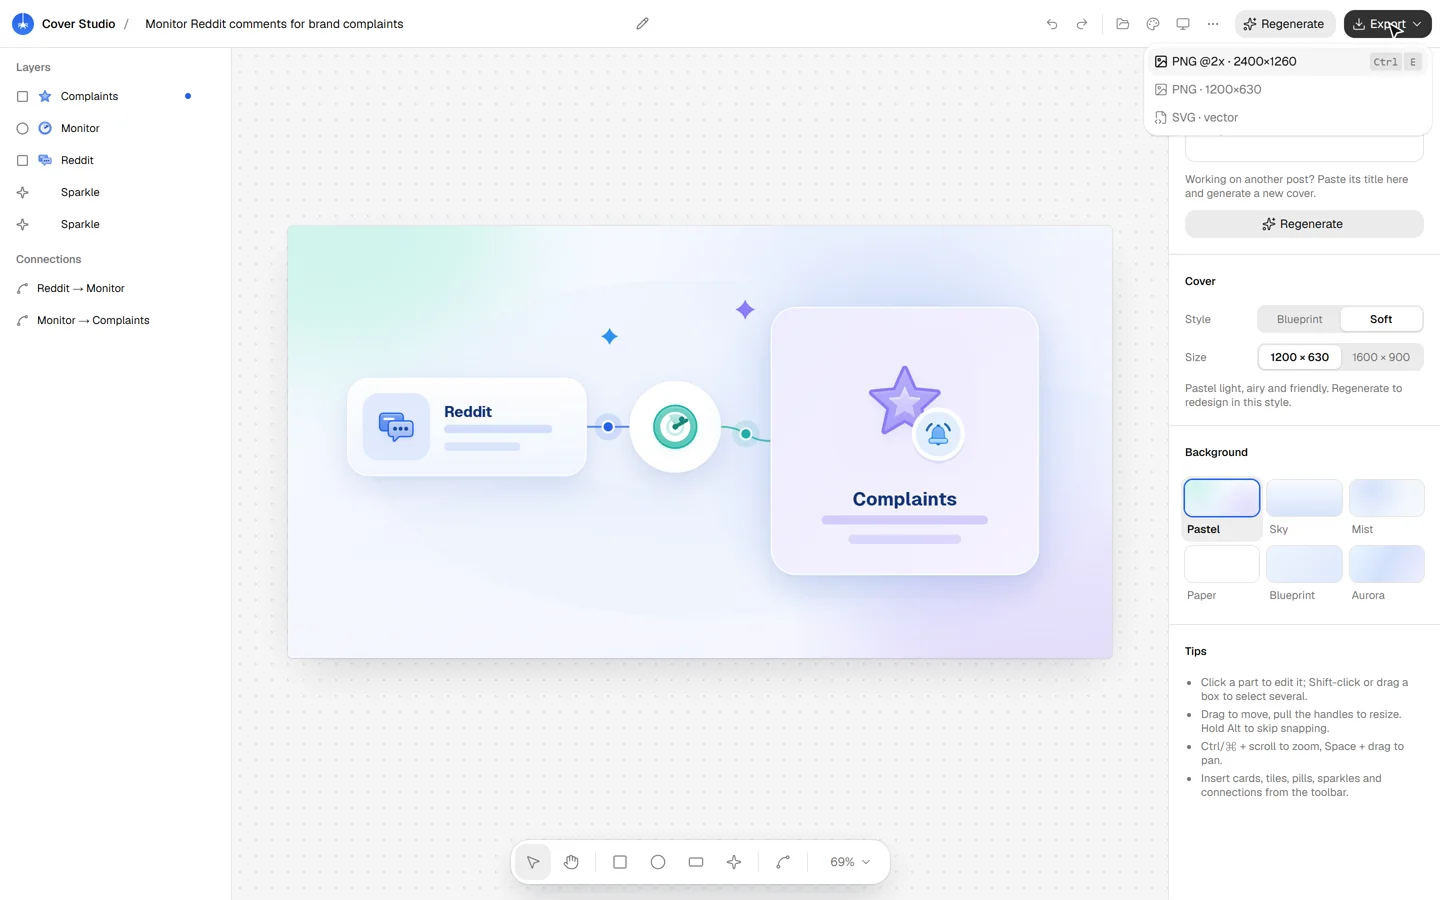 Cover Studio / Monitor Reddit comments for brand complaints
Regenerate
Export
PNG @2x · 2400×1260 Ctrl E
PNG · 1200×630
SVG · vector
Layers
Complaints
Monitor
Reddit
Sparkle
Sparkle
Connections
Reddit → Monitor
Monitor → Complaints
Reddit
Complaints
69%
Working on another post? Paste its title here
and generate a new cover.
Regenerate
Cover
Style Blueprint Soft
Size 1200 × 630 1600 × 900
Pastel light, airy and friendly. Regenerate to
redesign in this style.
Background
Pastel Sky Mist
Paper Blueprint Aurora
Tips
• Click a part to edit it; Shift-click or drag a
box to select several.
• Drag to move, pull the handles to resize.
Hold Alt to skip snapping.
• Ctrl/⌘ + scroll to zoom, Space + drag to
pan.
• Insert cards, tiles, pills, sparkles and
connections from the toolbar.